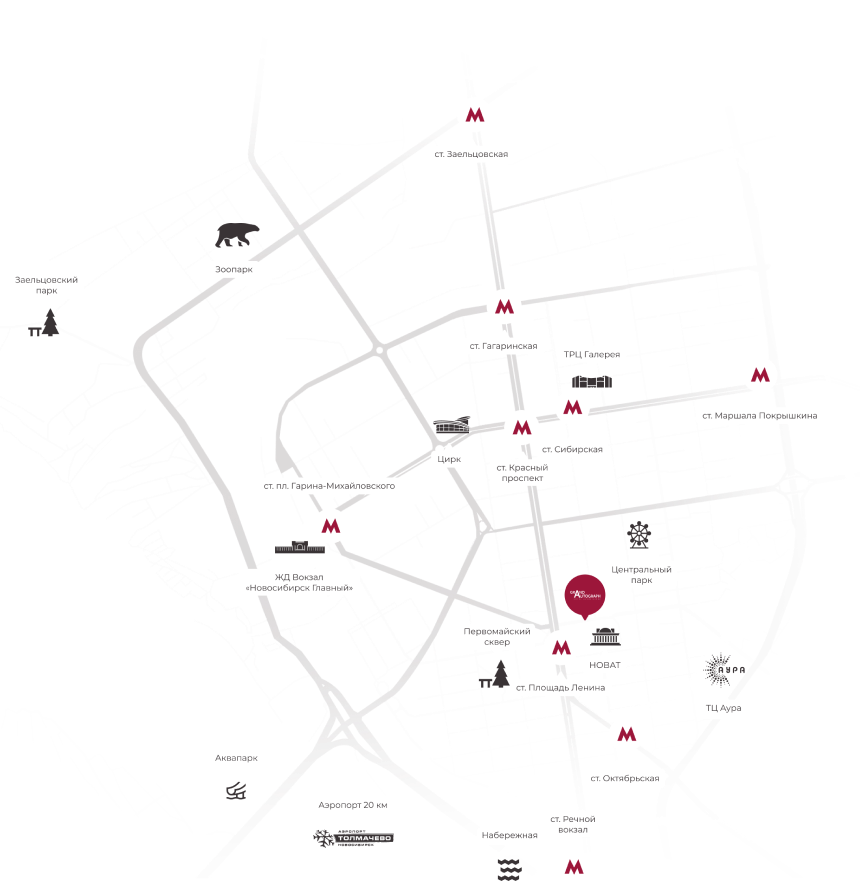 ст. Заельцовская
Зоопарк
Заельцовский
парк
ст. Гагаринская
ТРЦ Галерея
ст. Маршала Покрышкина
ст. Сибирская
Цирк
ст. Красный
проспект
ст. пл. Гарина-Михайловского
ЖД Вокзал
«Новосибирск Главный»
Центральный
парк
GRAND
AUTOGRAPH
Первомайский
сквер
НОВАТ
АУРА
ст. Площадь Ленина
ТЦ Аура
ст. Октябрьская
Аквапарк
Аэропорт 20 км
АЭРОПОРТ
ТОЛМАЧЕВО
НОВОСИБИРСК
ст. Речной
вокзал
Набережная